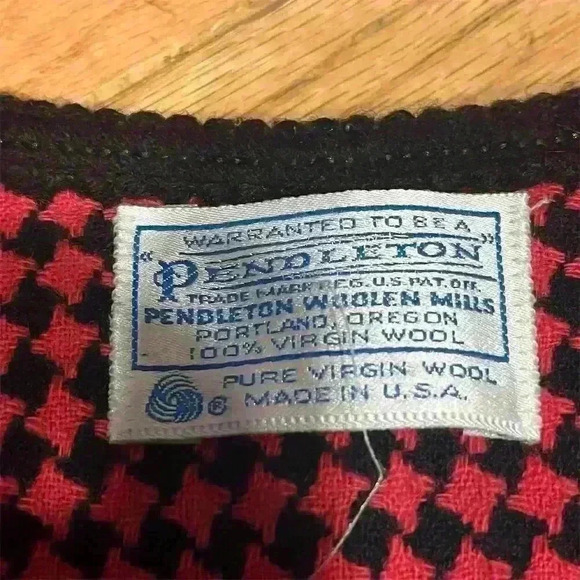 WARRANTED TO BE A
"PENDLETON"
TRADE MARK REG. U.S. PAT. OFF.
PENDLETON WOOLEN MILLS
PORTLAND, OREGON
100% VIRGIN WOOL
PURE VIRGIN WOOL
® MADE IN U.S.A.